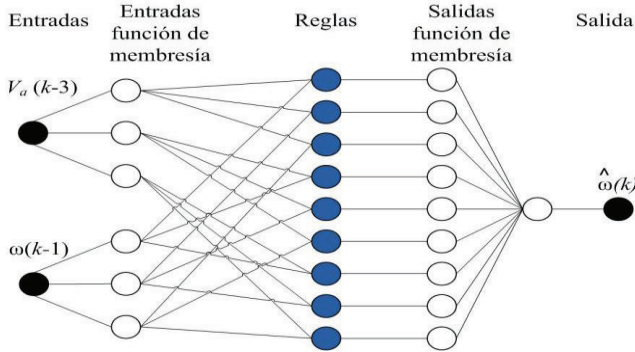 Entradas
Entradas
función de
membresía
Reglas
Salidas
función de
membresía
Salida
Va (k-3)
ω(k-1)
ω̂(k)